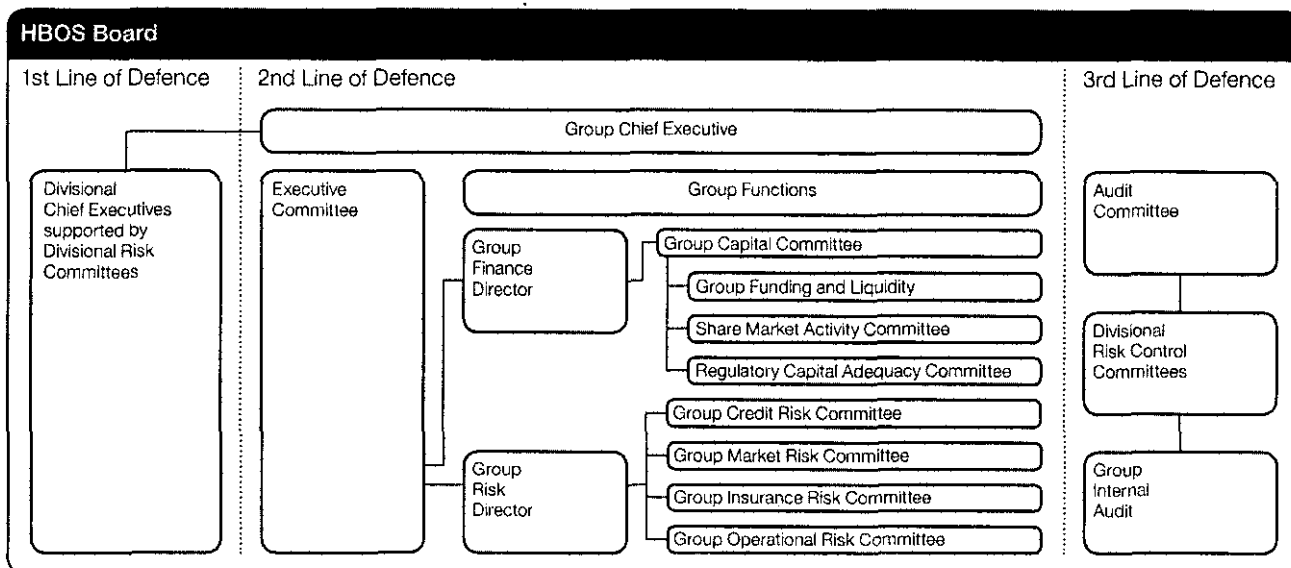 HBOS Board
1st Line of Defence
2nd Line of Defence
3rd Line of Defence
Group Chief Executive
Divisional
Chief Executives
supported by
Divisional Risk
Committees
Executive
Committee
Group Functions
Group
Finance
Director
Group Capital Committee
Group Funding and Liquidity
Share Market Activity Committee
Regulatory Capital Adequacy Committee
Group
Risk
Director
Group Credit Risk Committee
Group Market Risk Committee
Group Insurance Risk Committee
Group Operational Risk Committee
Audit
Committee
Divisional
Risk Control
Committees
Group
Internal
Audit